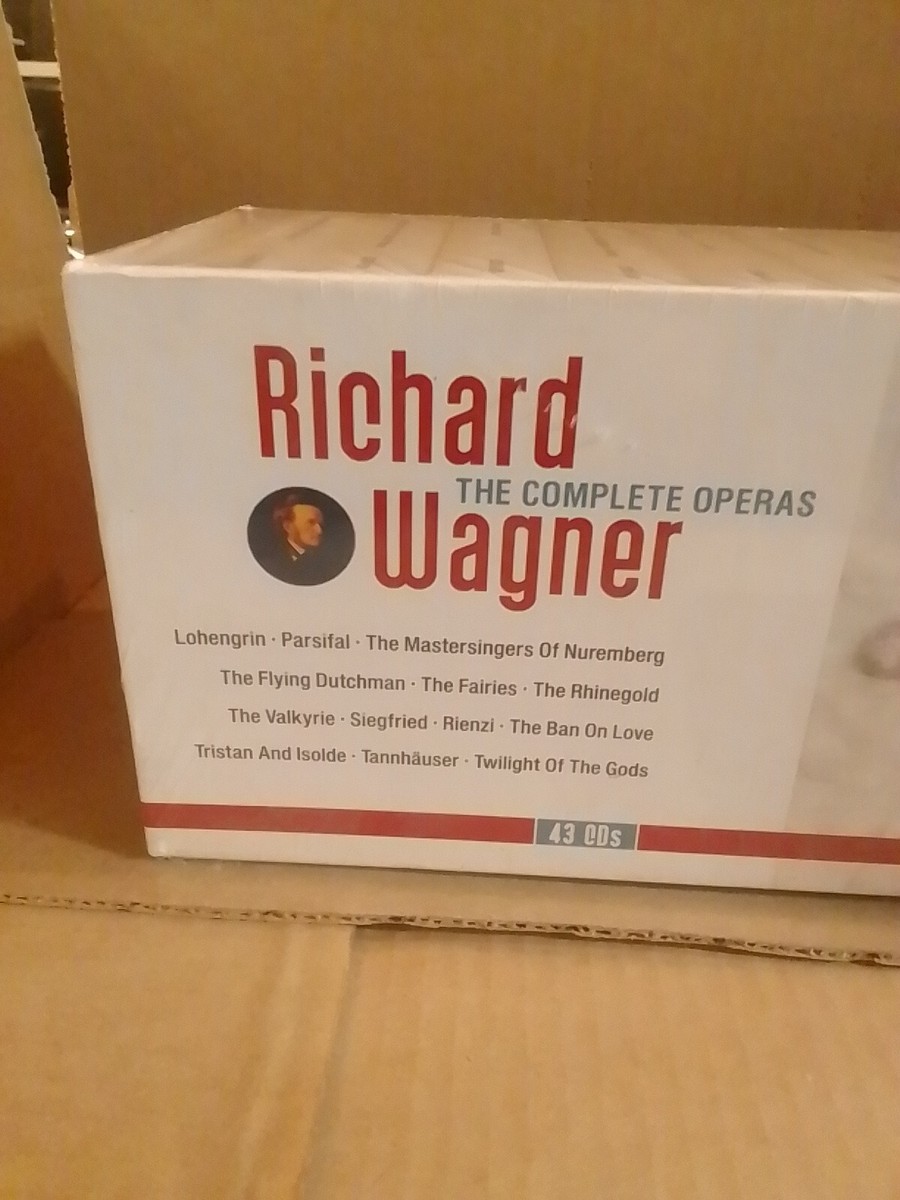 Richard
THE COMPLETE OPERAS
Wagner
Lohengrin · Parsifal · The Mastersingers Of Nuremberg
The Flying Dutchman · The Fairies · The Rhinegold
The Valkyrie · Siegfried · Rienzi · The Ban On Love
Tristan And Isolde · Tannhäuser · Twilight Of The Gods
43 CDs